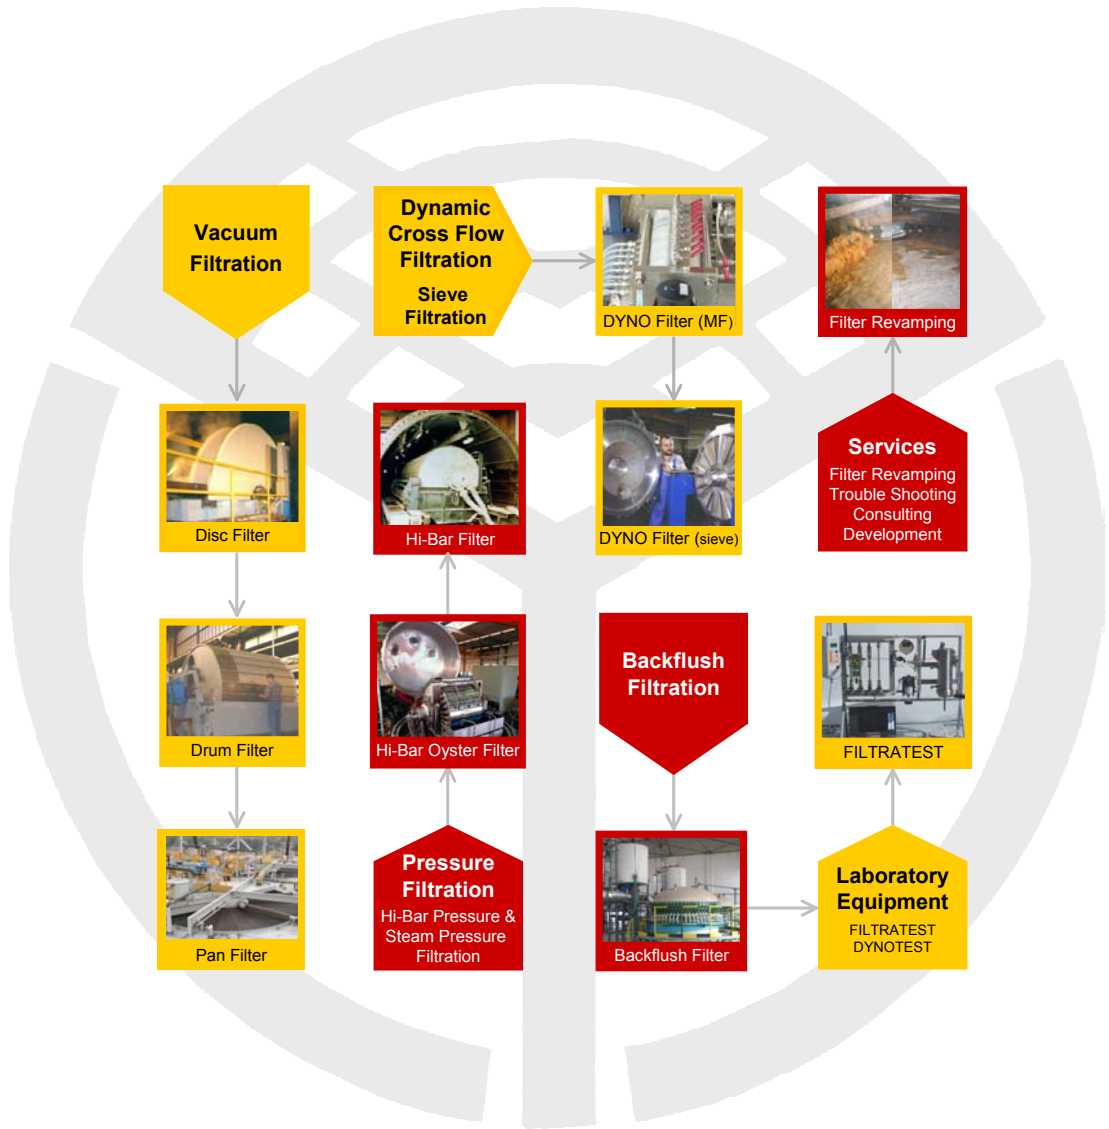 Vacuum
Filtration
Disc Filter
Drum Filter
Pan Filter
Dynamic
Cross Flow
Filtration
Sieve
Filtration
DYNO Filter (MF)
DYNO Filter (sieve)
Pressure
Filtration
Hi-Bar Pressure &
Steam Pressure
Filtration
Hi-Bar Oyster Filter
Hi-Bar Filter
Backflush
Filtration
Backflush Filter
Laboratory
Equipment
FILTRATEST
DYNOTEST
FILTRATEST
Services
Filter Revamping
Trouble Shooting
Consulting
Development
Filter Revamping